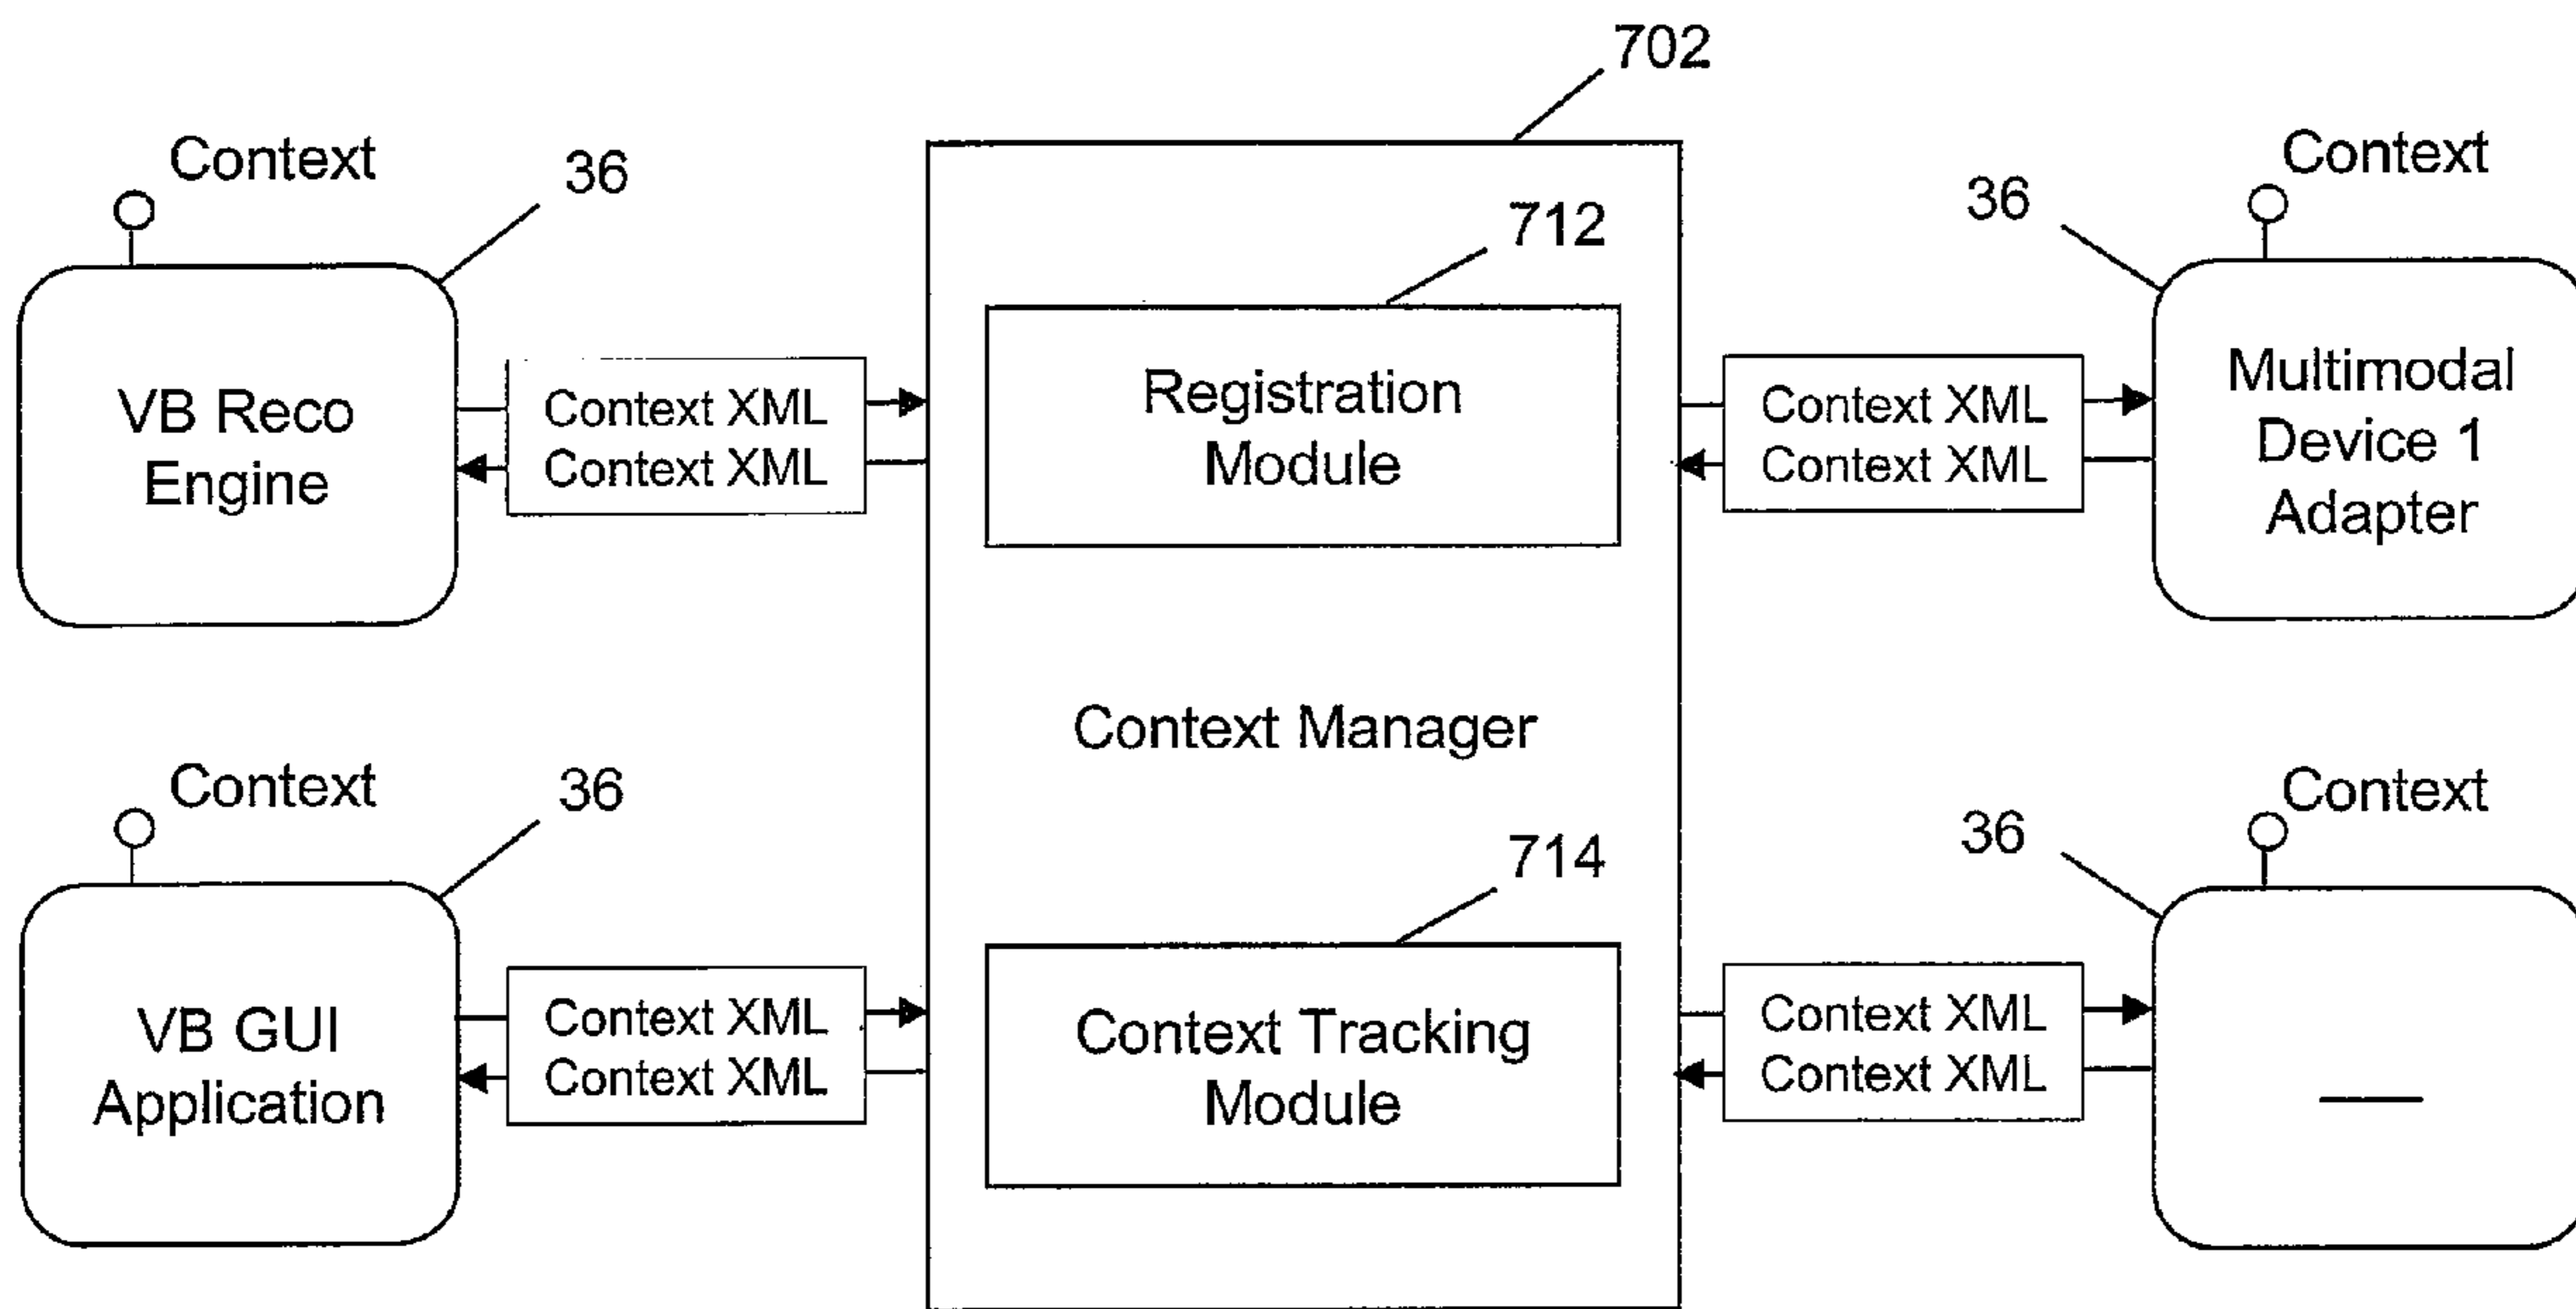 702
Context
36
VB Reco
Engine
Context XML
Context XML
712
Registration
Module
Context XML
Context XML
Context
36
Multimodal
Device 1
Adapter
Context Manager
Context
36
VB GUI
Application
Context XML
Context XML
714
Context Tracking
Module
Context XML
Context XML
Context
36